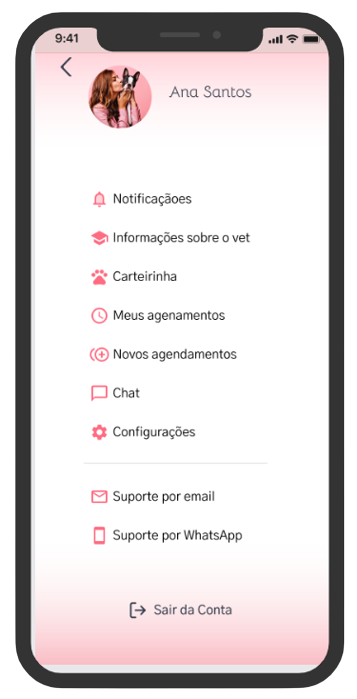 9:41
Ana Santos
Notificaçãoes
Informações sobre o vet
Carteirinha
Meus agenamentos
Novos agendamentos
Chat
Configurações
Suporte por email
Suporte por WhatsApp
Sair da Conta